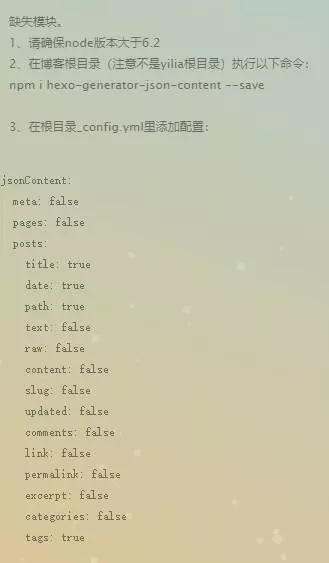 缺失模块。
1、请确保node版本大于6.2
2、在博客根目录（注意不是yilia根目录）执行以下命令：
npm i hexo-generator-json-content --save
3、在根目录_config.yml里添加配置：
jsonContent:
  meta: false
  pages: false
  posts:
    title: true
    date: true
    path: true
    text: false
    raw: false
    content: false
    slug: false
    updated: false
    comments: false
    link: false
    permalink: false
    excerpt: false
    categories: false
    tags: true